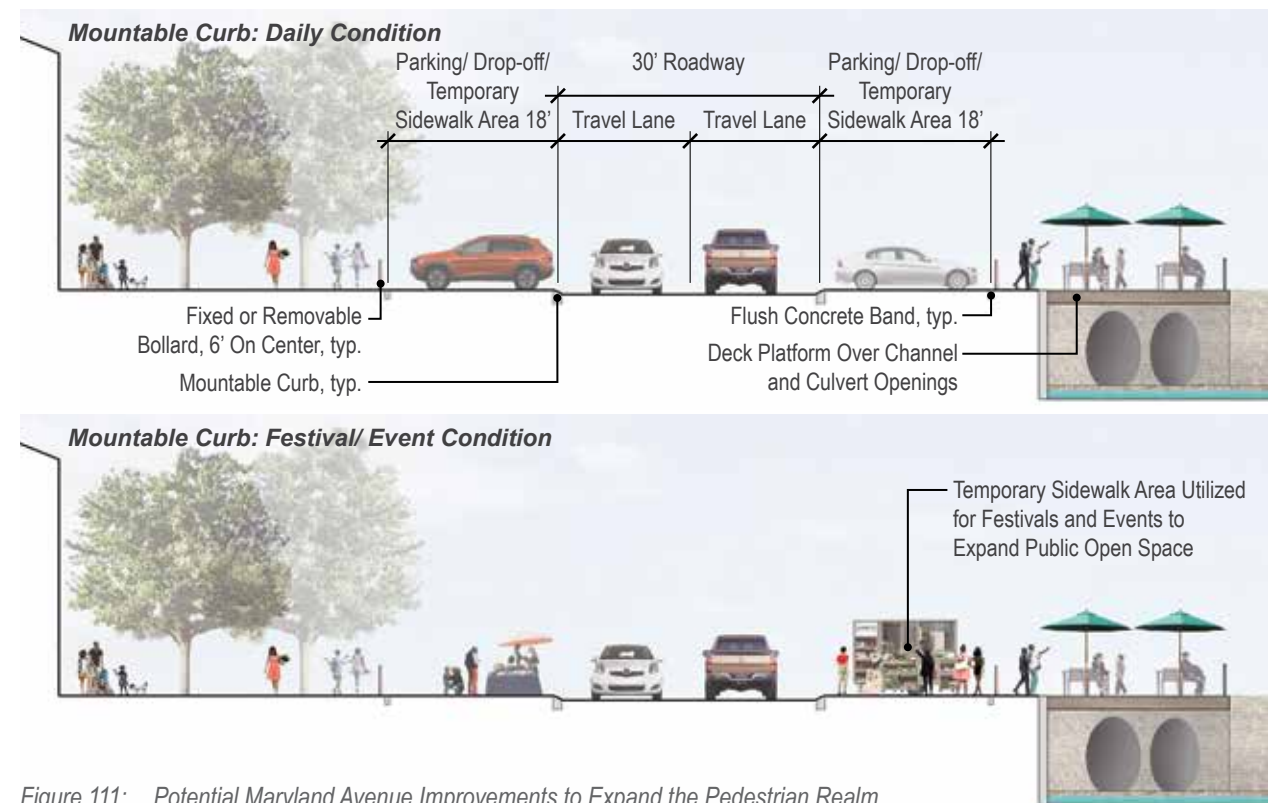 Mountable Curb: Daily Condition
Parking/ Drop-off/
Temporary
Sidewalk Area 18'
30' Roadway
Travel Lane
Travel Lane
Parking/ Drop-off/
Temporary
Sidewalk Area 18'
Fixed or Removable
Bollard, 6' On Center, typ.
Mountable Curb, typ.
Flush Concrete Band, typ.
Deck Platform Over Channel
and Culvert Openings
Mountable Curb: Festival/ Event Condition
Temporary Sidewalk Area Utilized
for Festivals and Events to
Expand Public Open Space
Figure 111: Potential Maryland Avenue Improvements to Expand the Pedestrian Realm